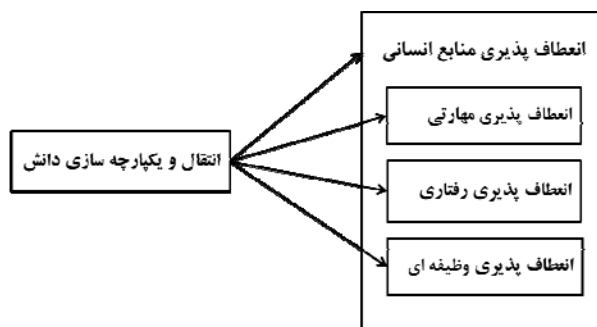 انعطاف پذیری منابع انسانی
انعطاف پذیری مهارتی
انتقال و یکپارچه سازی دانش
انعطاف پذیری رفتاری
انعطاف پذیری وظیفه ای